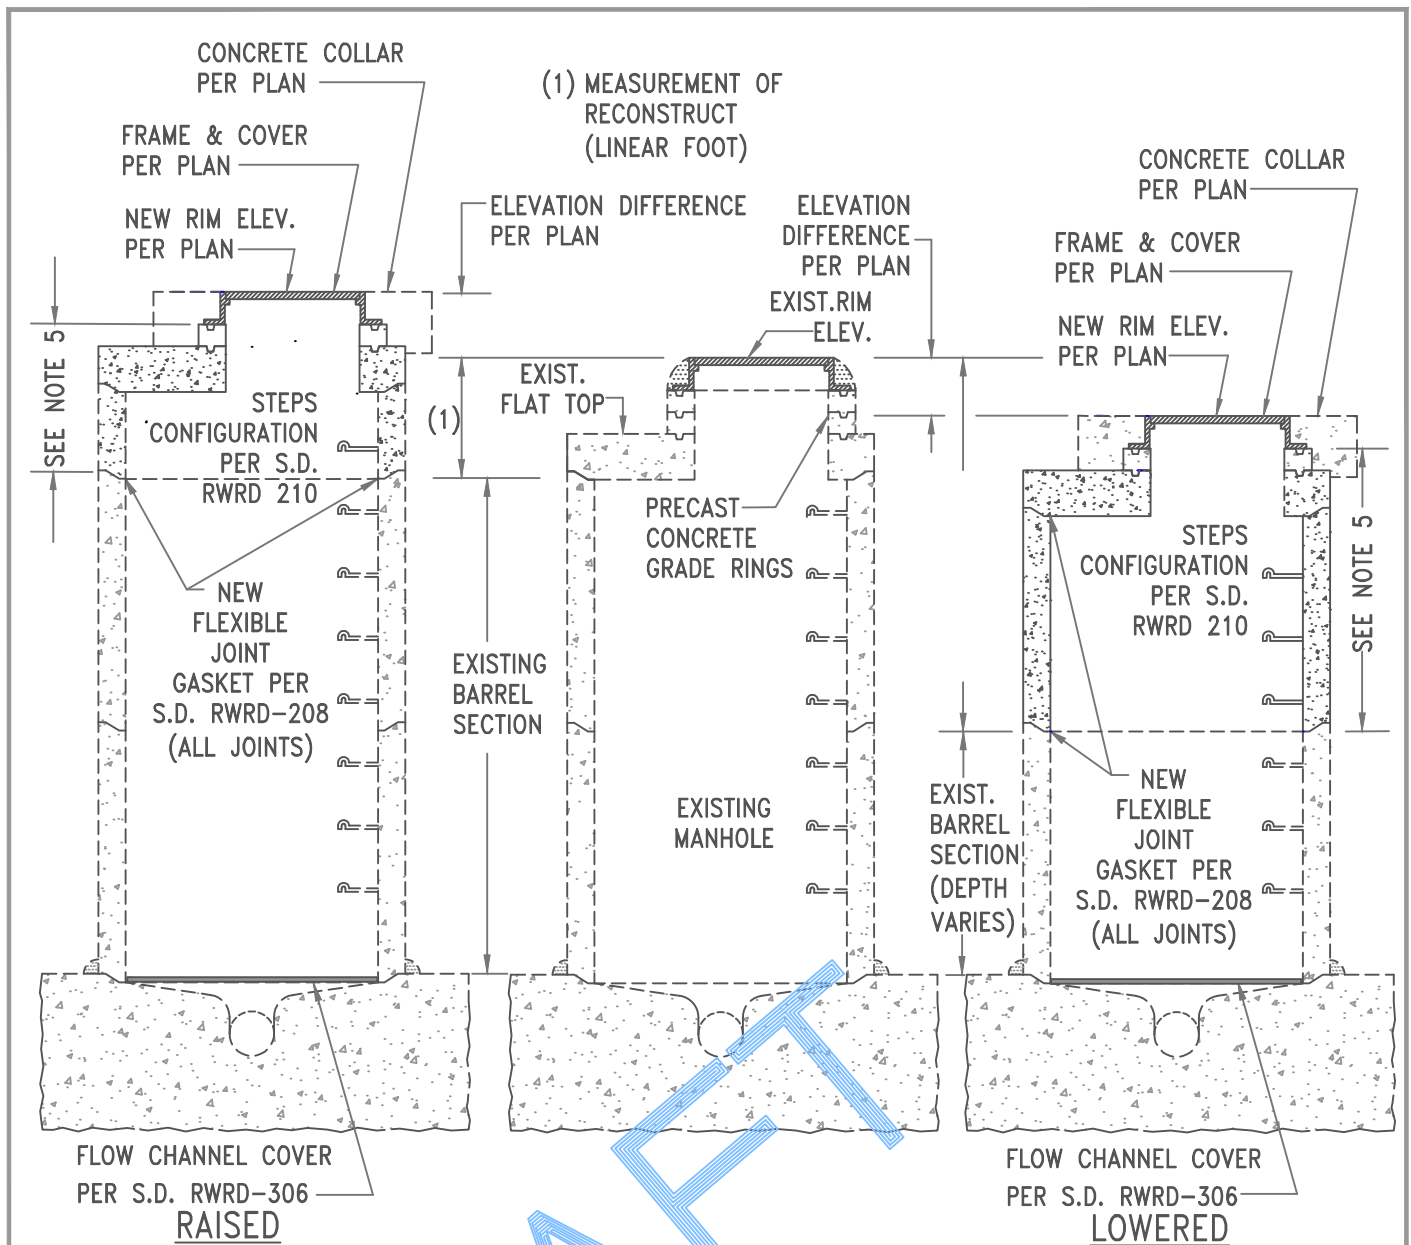 CONCRETE COLLAR
PER PLAN
(1) MEASUREMENT OF
RECONSTRUCT
(LINEAR FOOT)
FRAME & COVER
PER PLAN
NEW RIM ELEV.
PER PLAN
ELEVATION DIFFERENCE
PER PLAN
ELEVATION
DIFFERENCE
PER PLAN
EXIST.RIM
ELEV.
CONCRETE COLLAR
PER PLAN
FRAME & COVER
PER PLAN
NEW RIM ELEV.
PER PLAN
SEE NOTE 5
STEPS
CONFIGURATION
PER S.D.
RWRD 210
(1)
EXIST.
FLAT TOP
PRECAST
CONCRETE
GRADE RINGS
STEPS
CONFIGURATION
PER S.D.
RWRD 210
SEE NOTE 5
NEW
FLEXIBLE
JOINT
GASKET PER
S.D. RWRD-208
(ALL JOINTS)
EXISTING
BARREL
SECTION
EXISTING
MANHOLE
EXIST.
BARREL
SECTION
(DEPTH
VARIES)
NEW
FLEXIBLE
JOINT
GASKET PER
S.D. RWRD-208
(ALL JOINTS)
FLOW CHANNEL COVER
PER S.D. RWRD-306
RAISED
FLOW CHANNEL COVER
PER S.D. RWRD-306
LOWERED